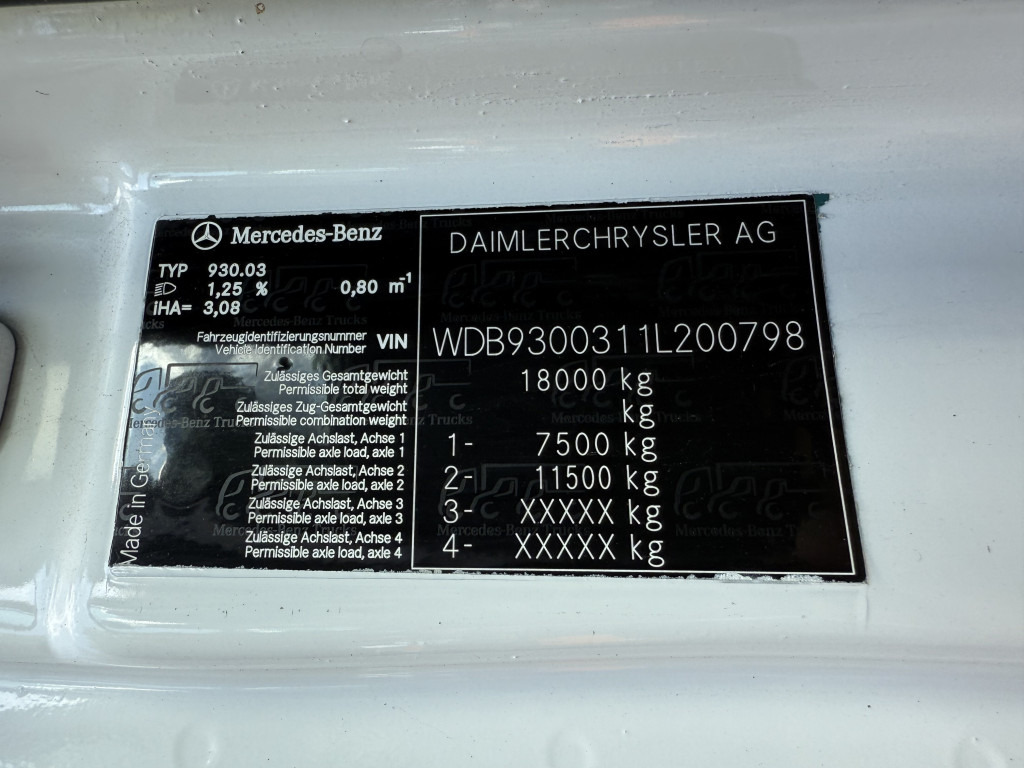 Mercedes-Benz
TYP 930.03
1,25 % 0,80 m⁻¹
iHA= 3,08
DAIMLERCHRYSLER AG
Fahrzeugidentifizierungsnummer
Vehicle Identification Number
VIN WDB9300311L200798
Zulässiges Gesamtgewicht
Permissible total weight
18000 kg
Zulässiges Zug-Gesamtgewicht
Permissible combination weight
kg
Zulässige Achslast, Achse 1
Permissible axle load, axle 1
1- 7500 kg
Zulässige Achslast, Achse 2
Permissible axle load, axle 2
2- 11500 kg
Zulässige Achslast, Achse 3
Permissible axle load, axle 3
3- XXXXX kg
Zulässige Achslast, Achse 4
Permissible axle load, axle 4
4- XXXXX kg
Made in Germany
Mercedes-Benz Trucks